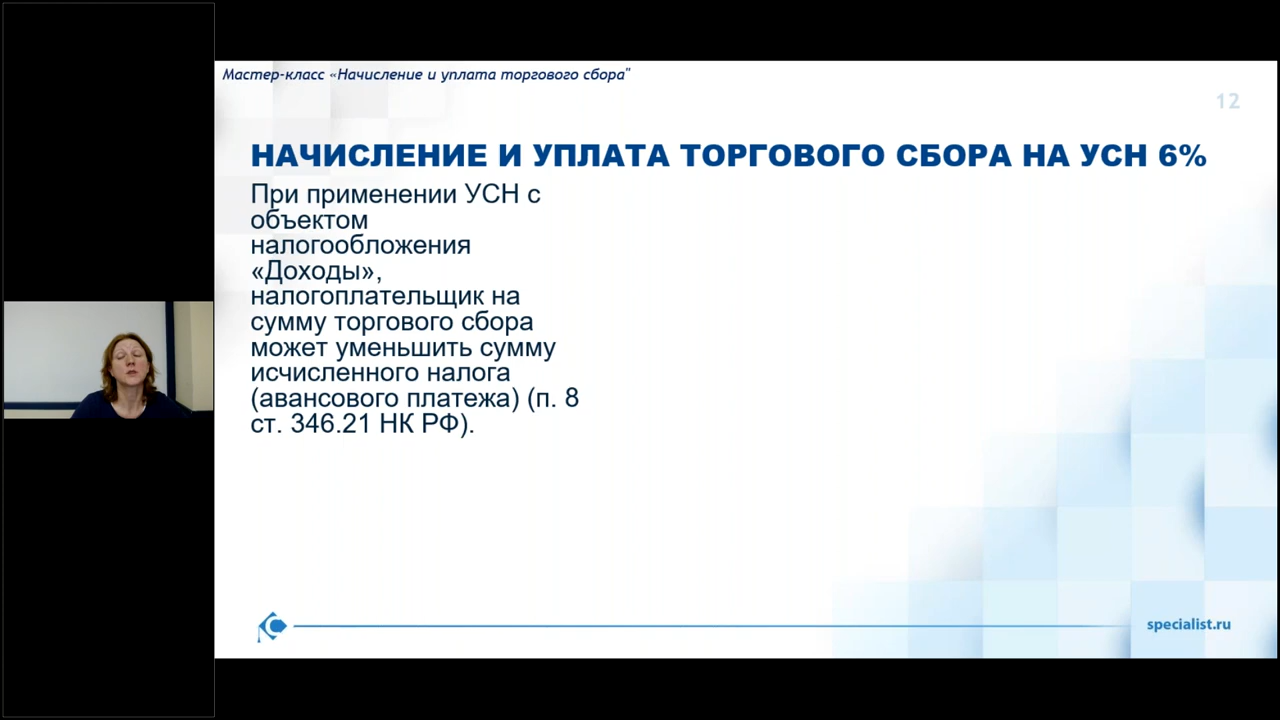 Мастер-класс «Начисление и уплата торгового сбора"
12
НАЧИСЛЕНИЕ И УПЛАТА ТОРГОВОГО СБОРА НА УСН 6%
При применении УСН с
объектом
налогообложения
«Доходы»,
налогоплательщик на
сумму торгового сбора
может уменьшить сумму
исчисленного налога
(авансового платежа) (п. 8
ст. 346.21 НК РФ).
specialist.ru